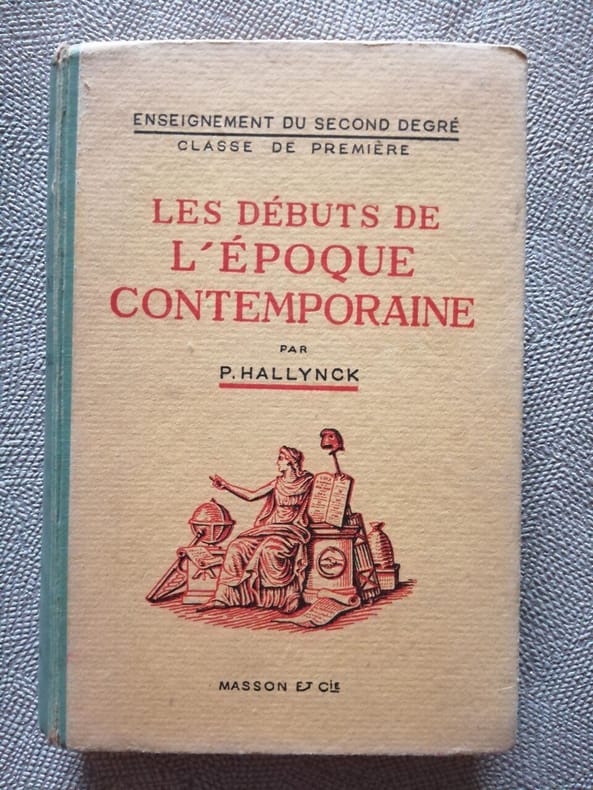 ENSEIGNEMENT DU SECOND DEGRÉ
CLASSE DE PREMIÈRE
LES DÉBUTS DE
L'ÉPOQUE
CONTEMPORAINE
PAR
P. HALLYNCK
MASSON ET CIE